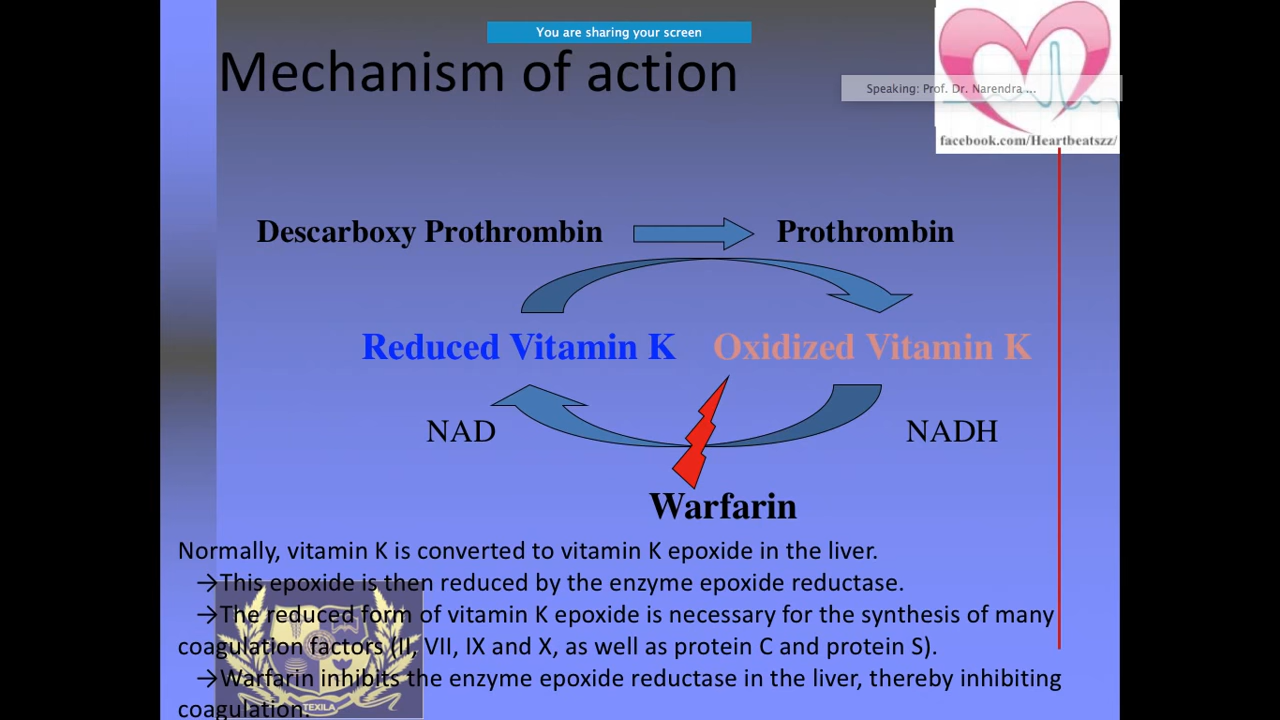 You are sharing your screen
Mechanism of action
Speaking: Prof. Dr. Narendra ...
facebook.com/Heartbeatszz/
Descarboxy Prothrombin
Prothrombin
Reduced Vitamin K
Oxidized Vitamin K
NAD
NADH
Warfarin
Normally, vitamin K is converted to vitamin K epoxide in the liver.
→This epoxide is then reduced by the enzyme epoxide reductase.
→The reduced form of vitamin K epoxide is necessary for the synthesis of many
coagulation factors (II, VII, IX and X, as well as protein C and protein S).
→Warfarin inhibits the enzyme epoxide reductase in the liver, thereby inhibiting
coagulation.
TEXILA